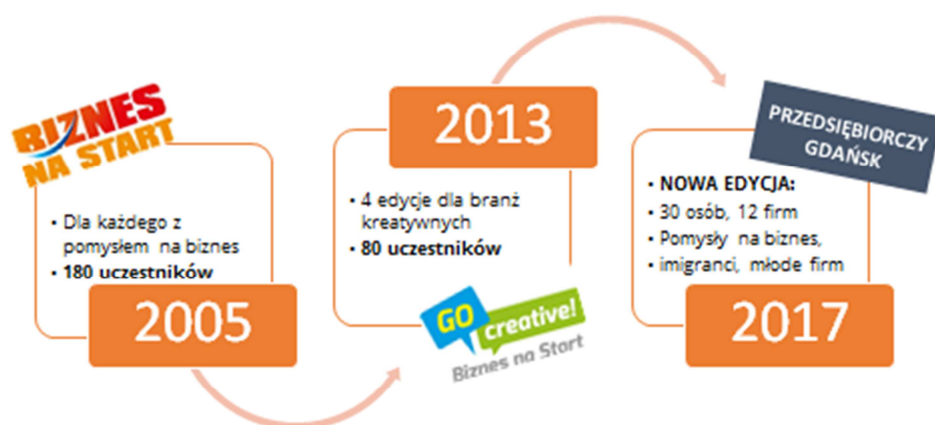 BIZNES
NA START
• Dla każdego z
pomysłem na biznes
• 180 uczestników
2005
2013
• 4 edycje dla branż
kreatywnych
• 80 uczestników
GO
creative!
Biznes na Start
PRZEDSIĘBIORCZY
GDAŃSK
• NOWA EDYCJA:
• 30 osób, 12 firm
• Pomysły na biznes,
• imigranci, młode firm
2017